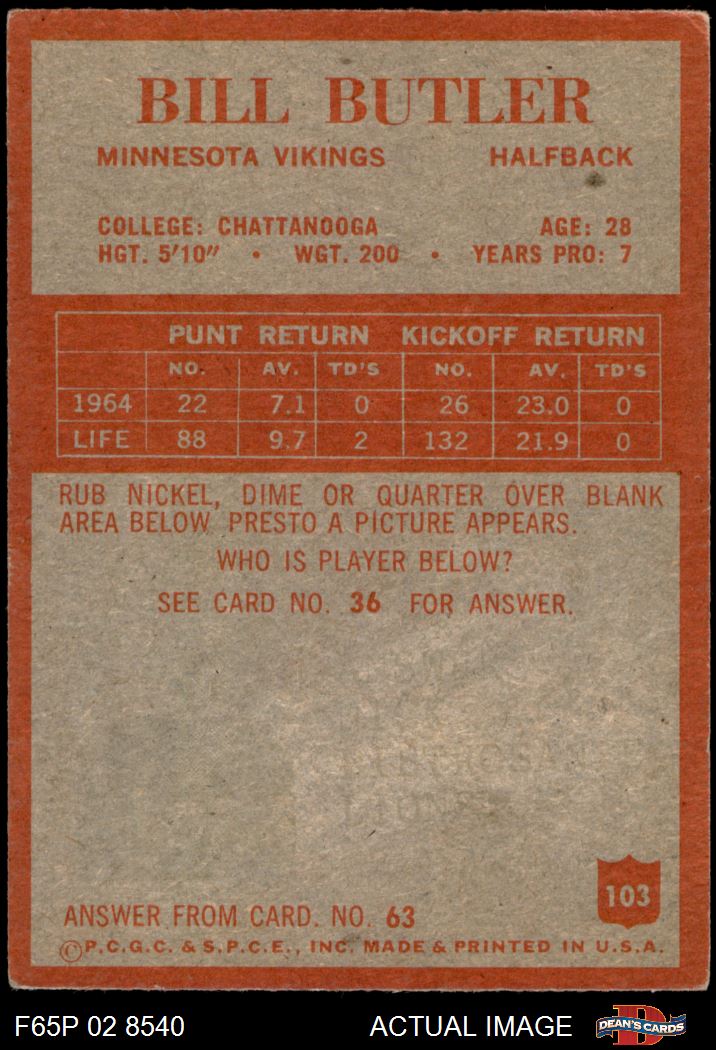 BILL BUTLER
MINNESOTA VIKINGS HALFBACK
COLLEGE: CHATTANOOGA AGE: 28
HGT. 5'10" • WGT. 200 • YEARS PRO: 7
PUNT RETURN KICKOFF RETURN
NO. AV. TD'S NO. AV. TD'S
1964 22 7.1 0 26 23.0 0
LIFE 88 9.7 2 132 21.9 0
RUB NICKEL, DIME OR QUARTER OVER BLANK
AREA BELOW. PRESTO A PICTURE APPEARS.
WHO IS PLAYER BELOW?
SEE CARD NO. 36 FOR ANSWER.
103
ANSWER FROM CARD. NO. 63
©P.C.G.C. & S.P.C.E., INC. MADE & PRINTED IN U.S.A.
F65P 02 8540 ACTUAL IMAGE DEAN'S CARDS